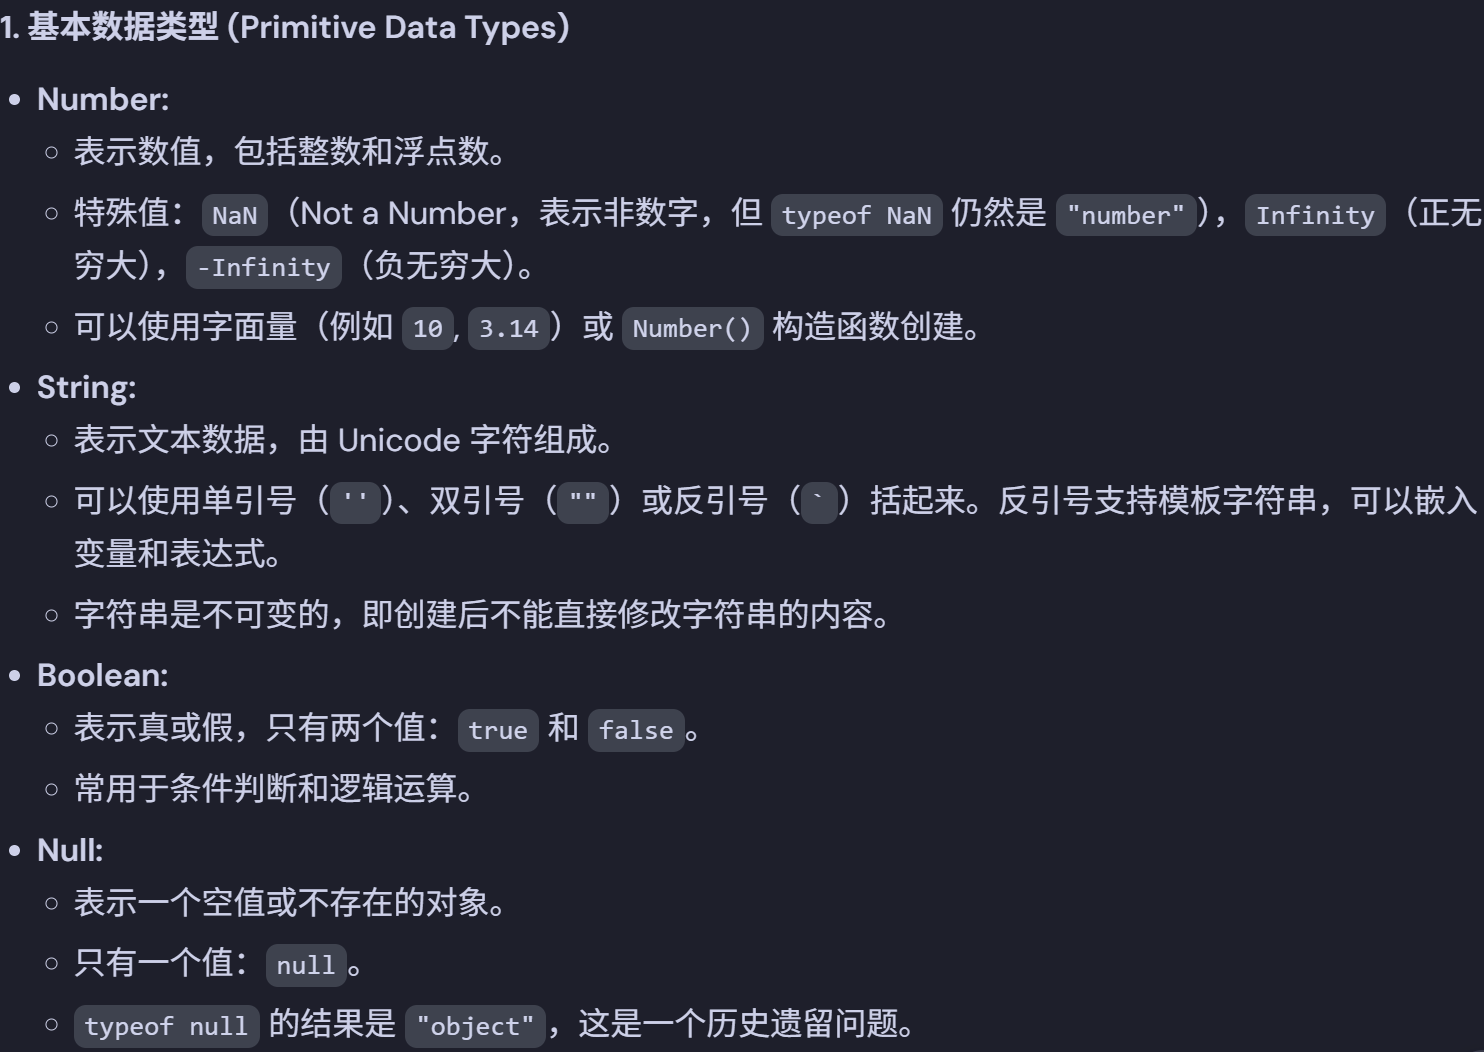 1. 基本数据类型 (Primitive Data Types)
• Number:
○ 表示数值，包括整数和浮点数。
○ 特殊值： NaN （Not a Number，表示非数字，但 typeof NaN 仍然是 "number" ），Infinity （正无
穷大），-Infinity （负无穷大）。
○ 可以使用字面量（例如 10, 3.14 ）或 Number() 构造函数创建。
• String:
○ 表示文本数据，由 Unicode 字符组成。
○ 可以使用单引号（ '' ）、双引号（ "" ）或反引号（ ` ）括起来。反引号支持模板字符串，可以嵌入
变量和表达式。
○ 字符串是不可变的，即创建后不能直接修改字符串的内容。
• Boolean:
○ 表示真或假，只有两个值： true 和 false 。
○ 常用于条件判断和逻辑运算。
• Null:
○ 表示一个空值或不存在的对象。
○ 只有一个值： null 。
○ typeof null 的结果是 "object" ，这是一个历史遗留问题。